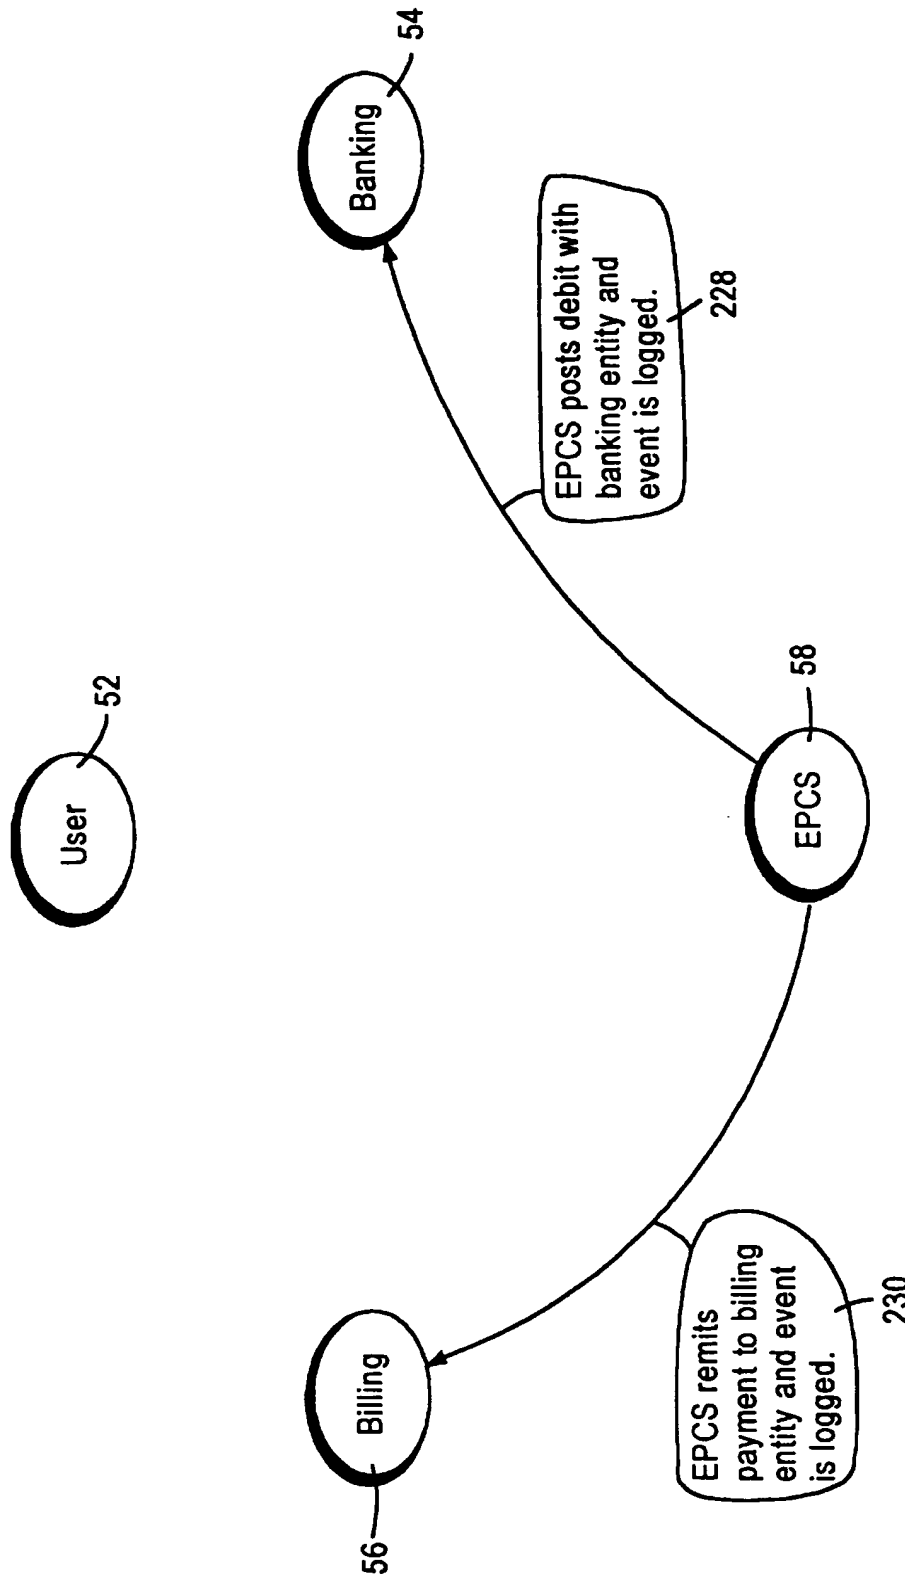 User
52
Billing
56
Banking
54
EPCS
58
EPCS remits
payment to billing
entity and event
is logged.
230
EPCS posts debit with
banking entity and
event is logged.
228